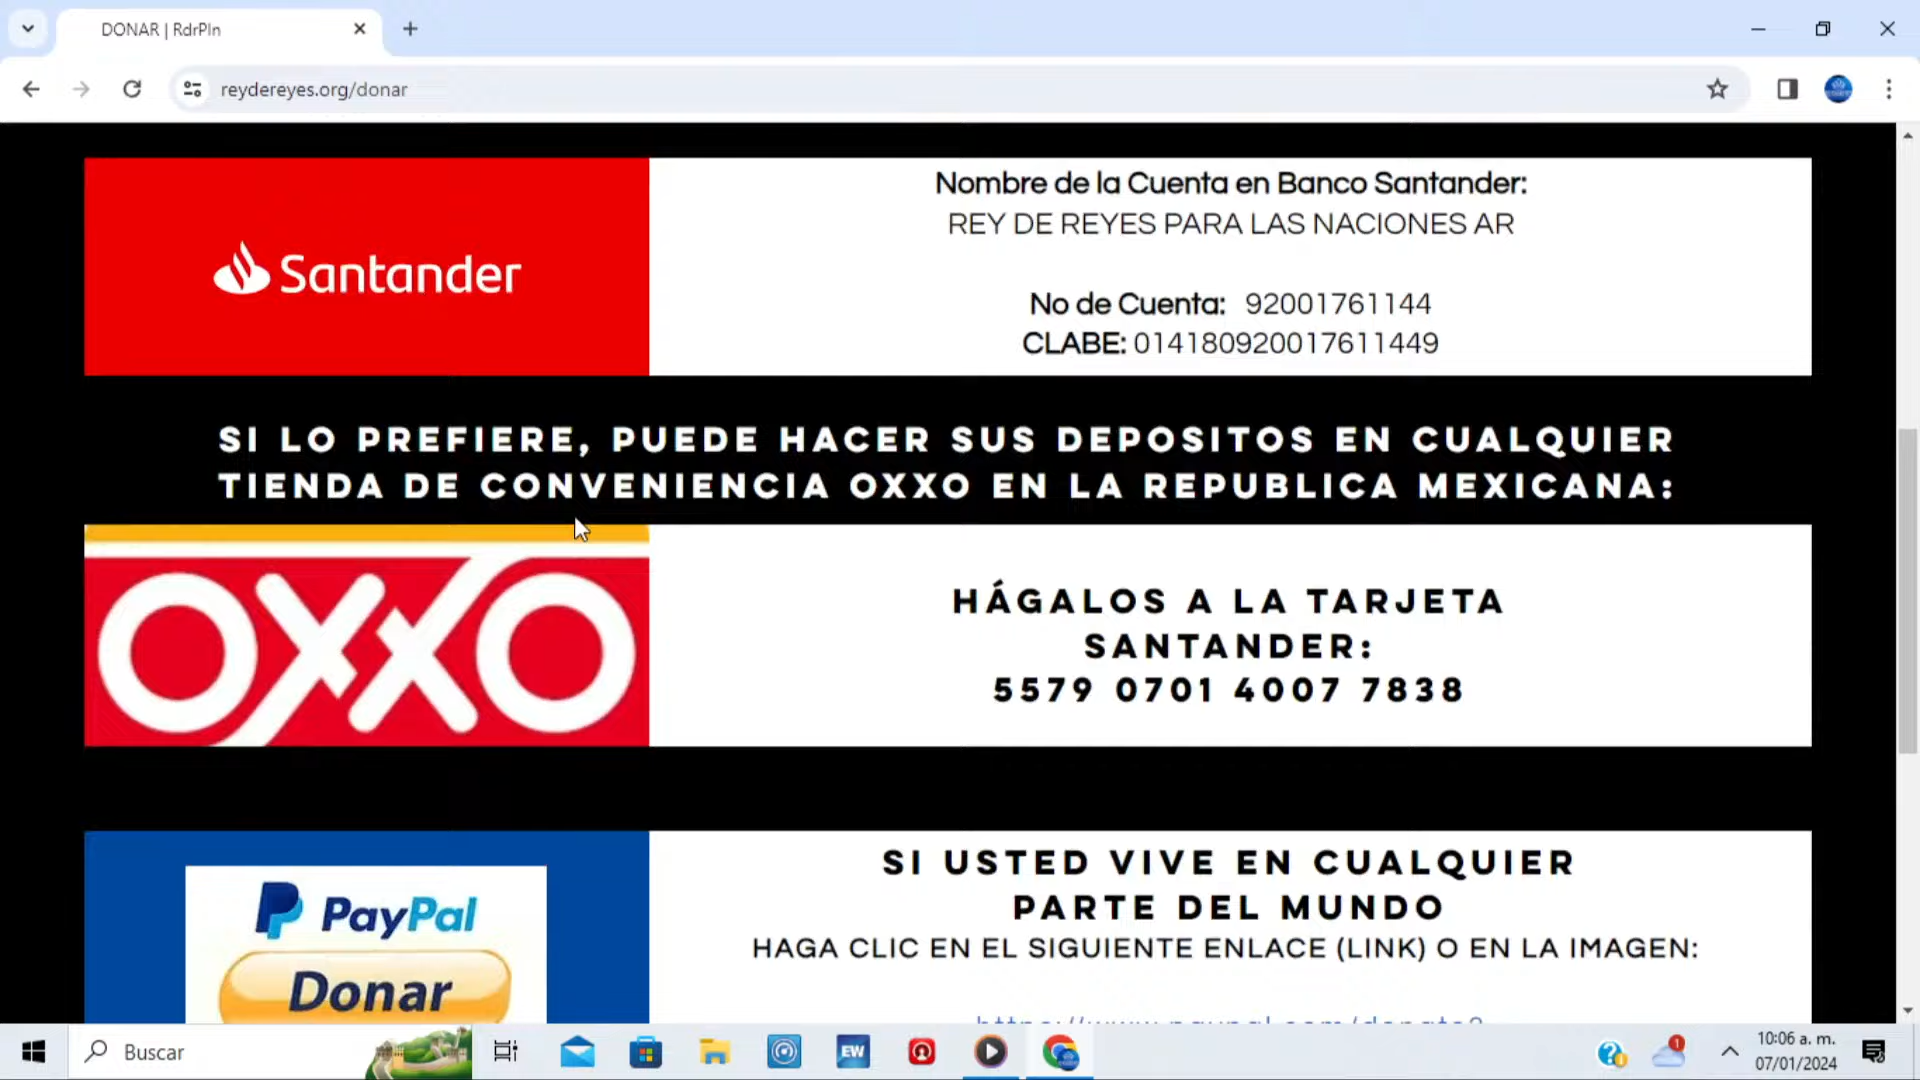 DONAR | RdrPln
reydereyes.org/donar
Santander
Nombre de la Cuenta en Banco Santander:
REY DE REYES PARA LAS NACIONES AR
No de Cuenta: 92001761144
CLABE: 014180920017611449
SI LO PREFIERE, PUEDE HACER SUS DEPOSITOS EN CUALQUIER
TIENDA DE CONVENIENCIA OXXO EN LA REPUBLICA MEXICANA:
OXXO
HÁGALOS A LA TARJETA
SANTANDER:
5579 0701 4007 7838
PayPal
Donar
SI USTED VIVE EN CUALQUIER
PARTE DEL MUNDO
HAGA CLIC EN EL SIGUIENTE ENLACE (LINK) O EN LA IMAGEN:
Buscar
EW
1
10:06 a. m.
07/01/2024